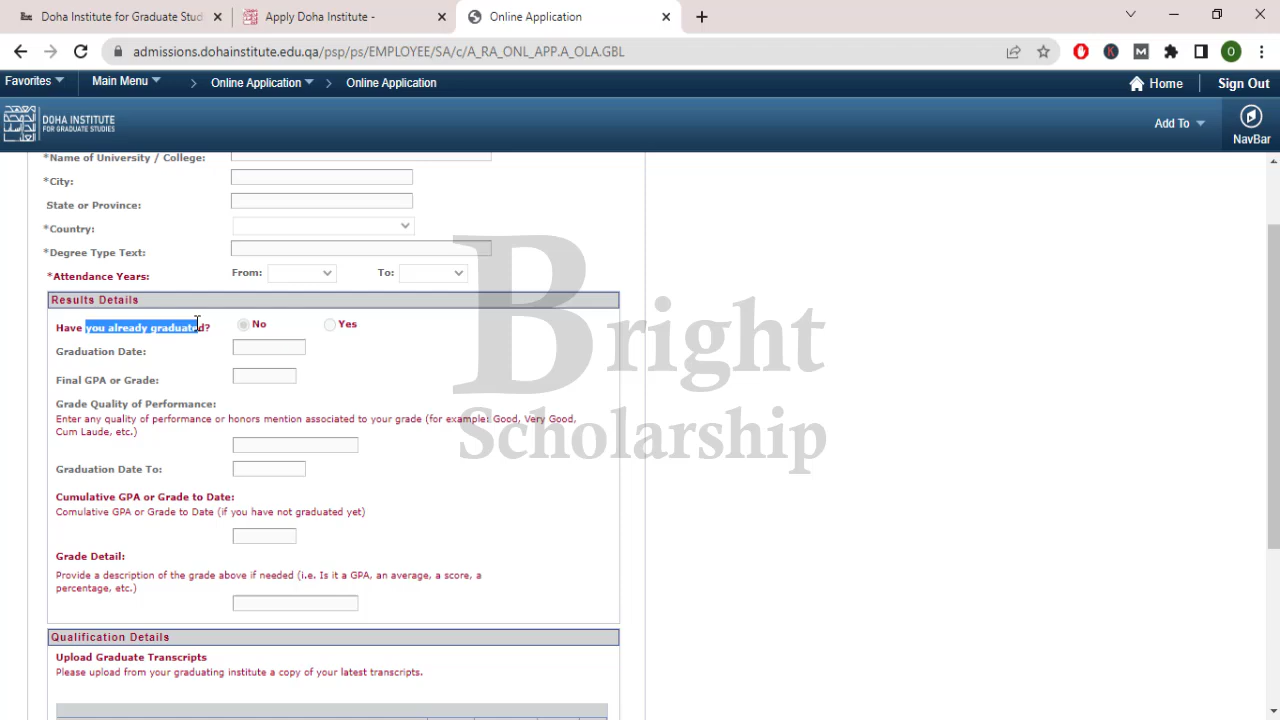 Doha Institute for Graduate Stud
Apply Doha Institute -
Online Application
admissions.dohainstitute.edu.qa/psp/ps/EMPLOYEE/SA/c/A_RA_ONL_APP.A_OLA.GBL
O
Favorites
Main Menu
Online Application
Online Application
Home
Sign Out
معهد الدوحة للدراسات العليا
DOHA INSTITUTE
FOR GRADUATE STUDIES
Add To
NavBar
*Name of University / College:
*City:
State or Province:
*Country:
*Degree Type Text:
*Attendance Years:
From:
To:
Results Details
Have you already graduated?
No
Yes
Graduation Date:
Final GPA or Grade:
Grade Quality of Performance:
Enter any quality of performance or honors mention associated to your grade (for example: Good, Very Good,
Cum Laude, etc.)
Graduation Date To:
Cumulative GPA or Grade to Date:
Comulative GPA or Grade to Date (if you have not graduated yet)
Grade Detail:
Provide a description of the grade above if needed (i.e. Is it a GPA, an average, a score, a
percentage, etc.)
Qualification Details
Upload Graduate Transcripts
Please upload from your graduating institute a copy of your latest transcripts.
Bright
Scholarship